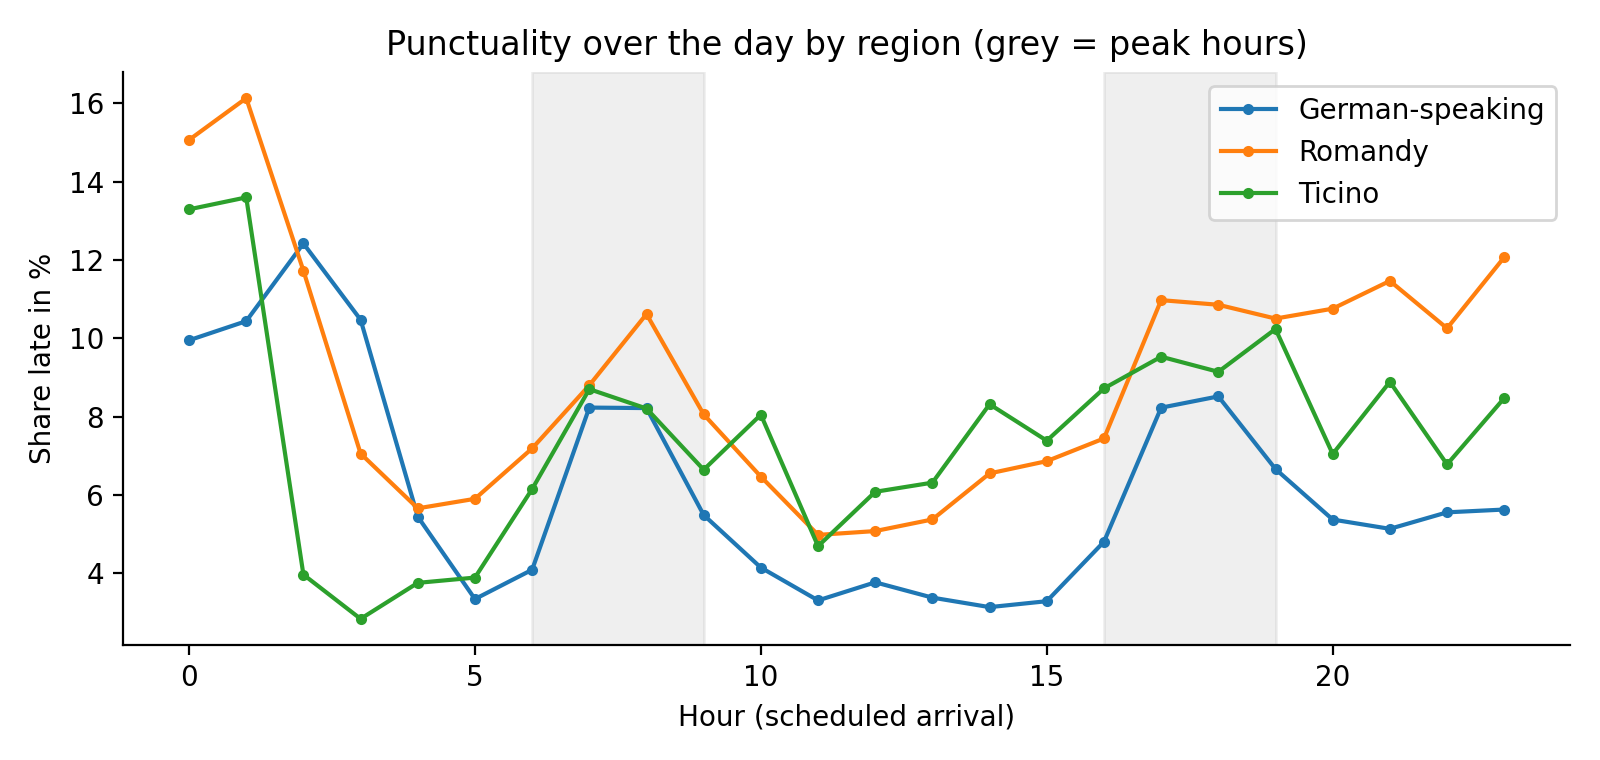 Punctuality over the day by region (grey = peak hours)
16
14
12
10
8
6
4
Share late in %
German-speaking
Romandy
Ticino
0
5
10
15
20
Hour (scheduled arrival)